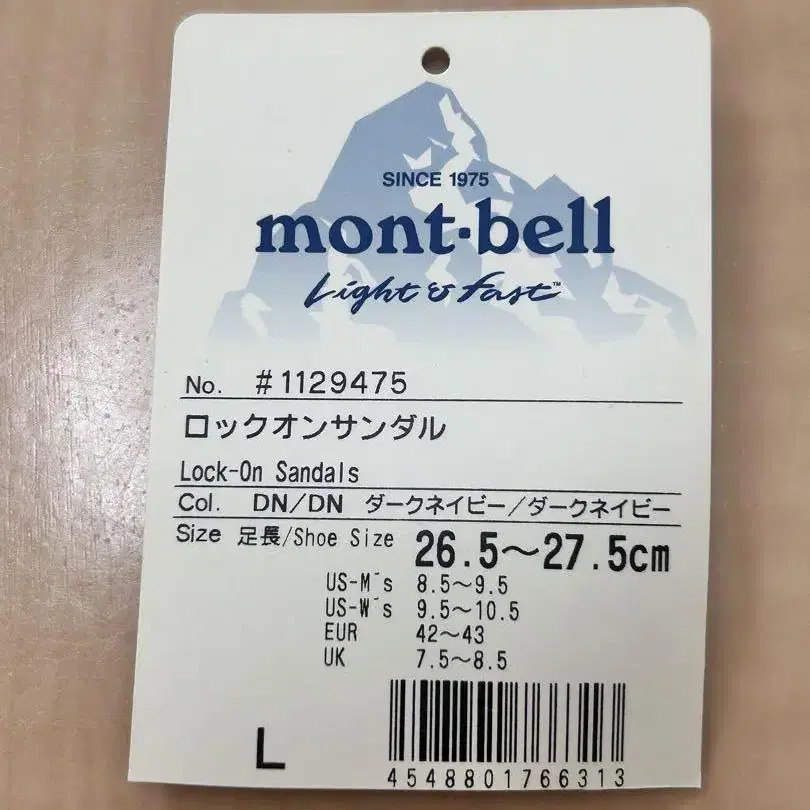 SINCE 1975
mont·bell
Light & Fast™
No. #1129475
ロックオンサンダル
Lock-On Sandals
Col. DN/DN ダークネイビー/ダークネイビー
Size 足長/Shoe Size 26.5~27.5cm
US-M's 8.5~9.5
US-W's 9.5~10.5
EUR 42~43
UK 7.5~8.5
L
4548801766313